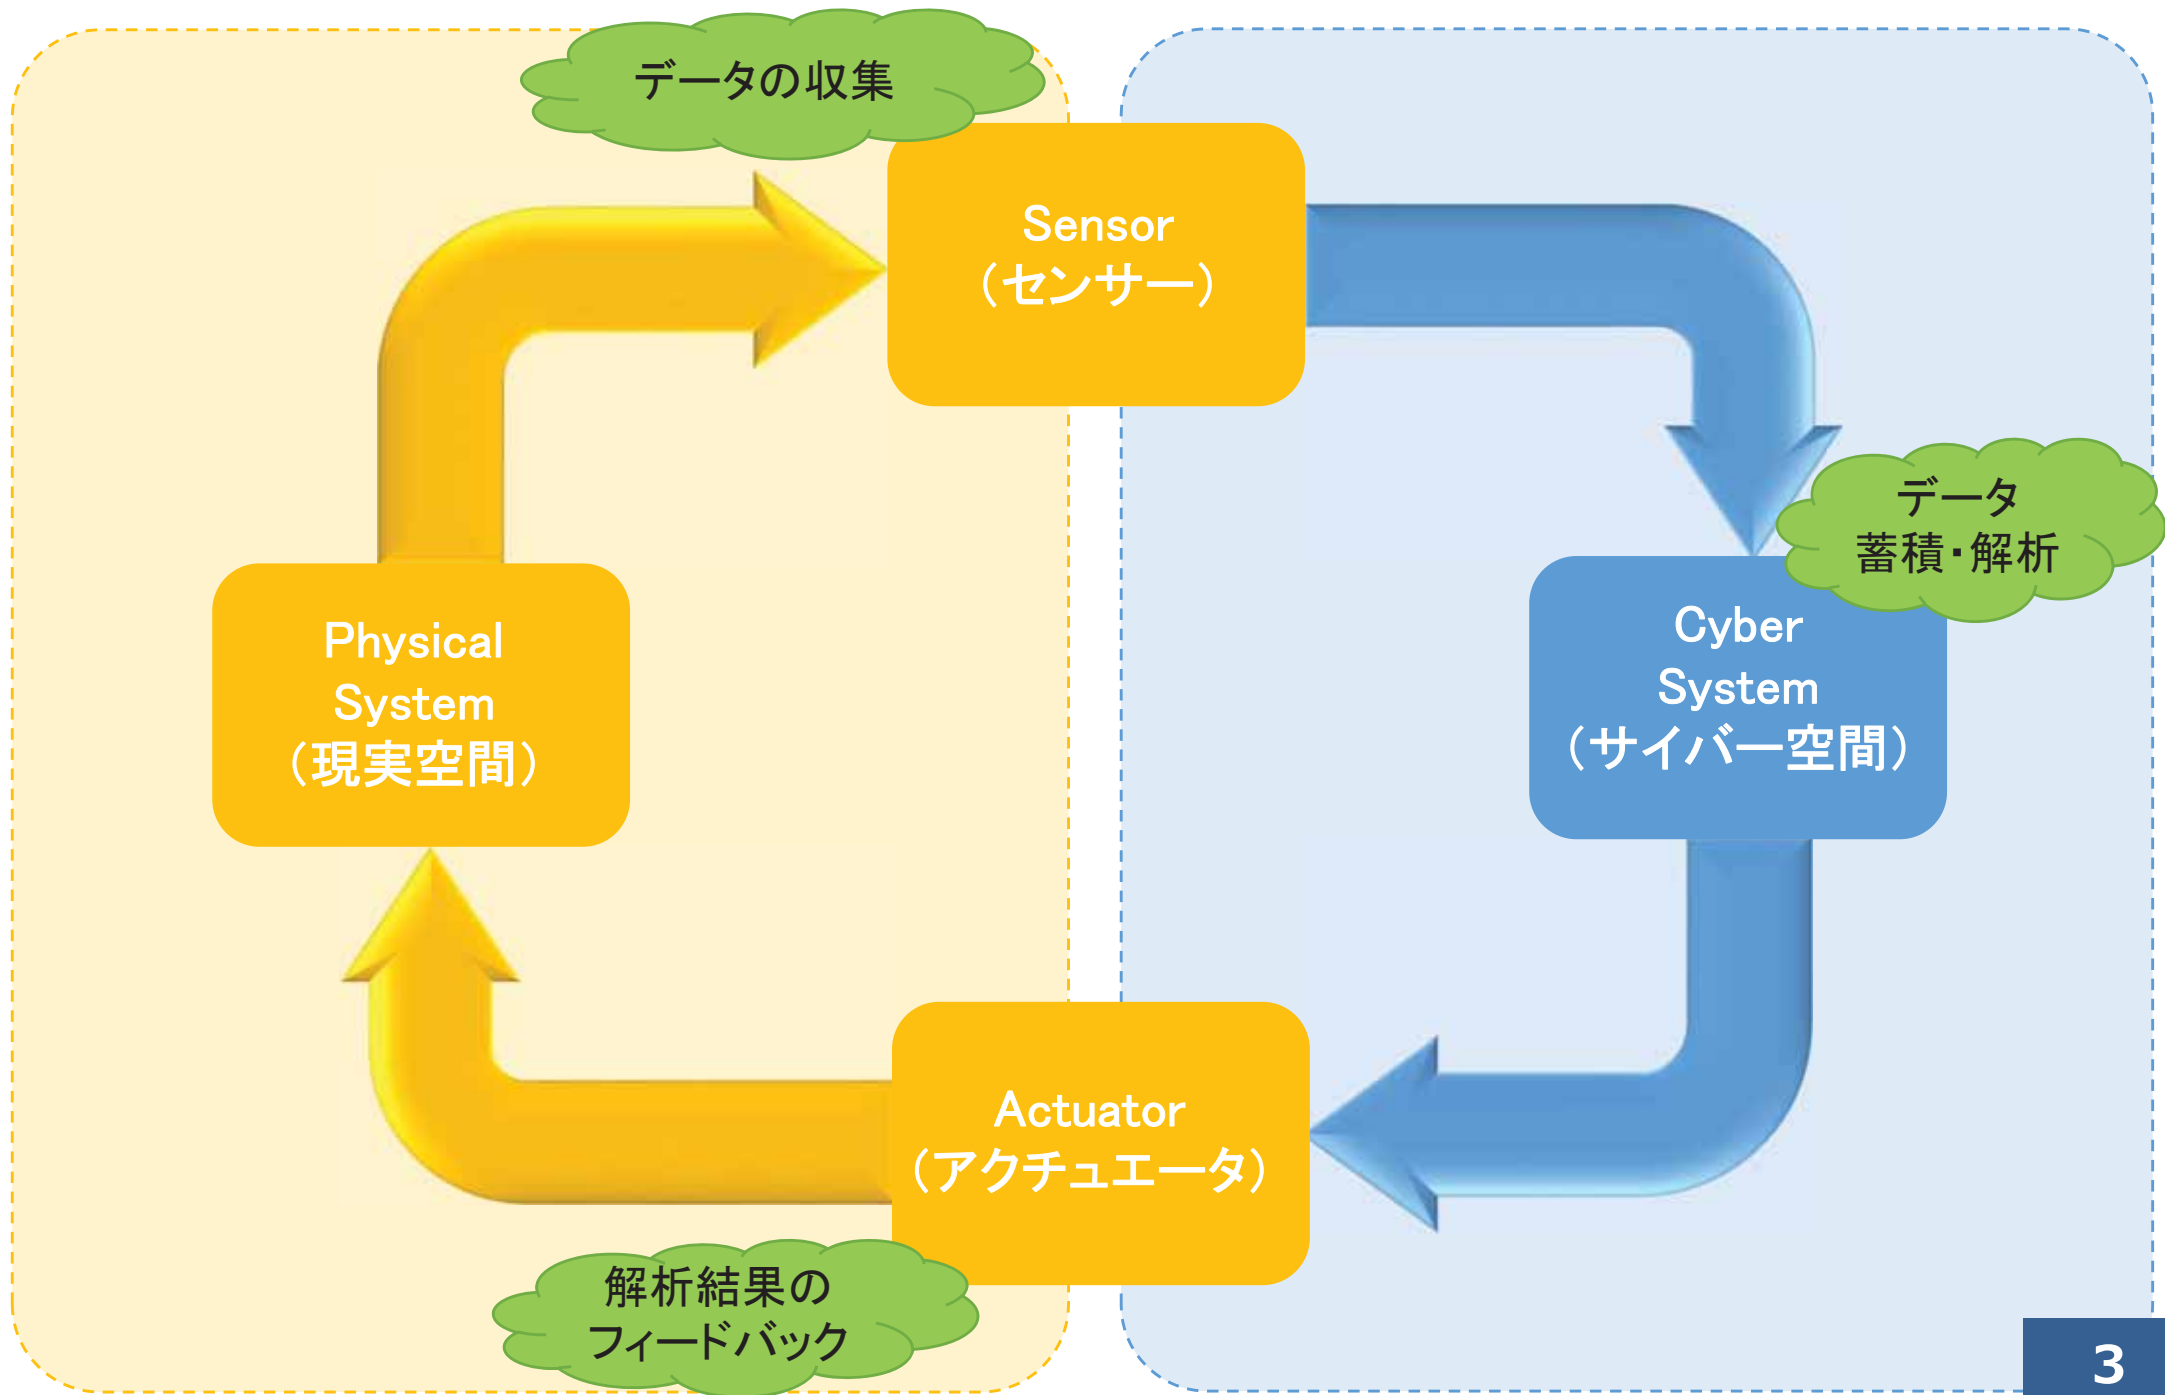 データの収集
Sensor
（センサー）
データ
蓄積・解析
Physical
System
（現実空間）
Cyber
System
（サイバー空間）
Actuator
（アクチュエータ）
解析結果の
フィードバック
3